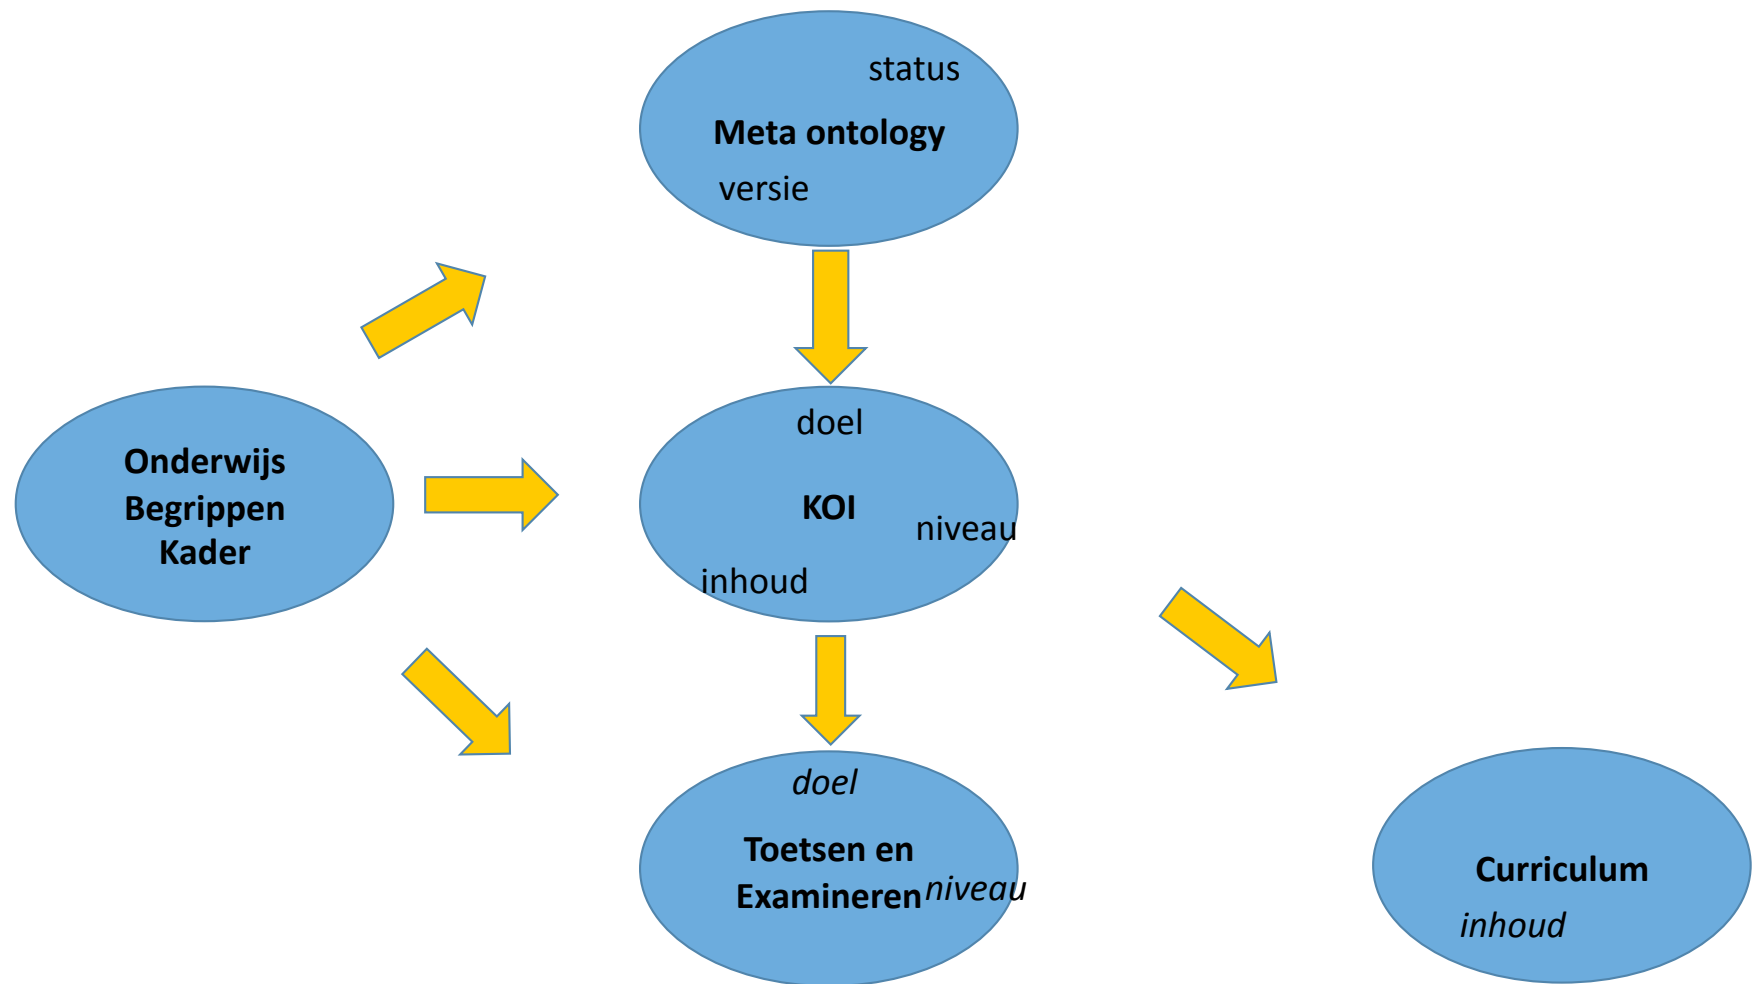 status
Meta ontology
versie
Onderwijs
Begrippen
Kader
doel
KOI
niveau
inhoud
doel
Toetsen en
Examineren niveau
Curriculum
inhoud